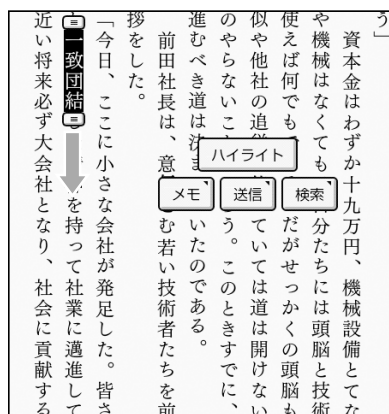 う」
資本金はわずか十九万円、機械設備とてな
や機械はなくても 分たちには頭脳と技術
使えば何でも だがせっかくの頭脳
似や他社の追 ていては道は開けない
のやらないこ う。このときすでに、
進むべき道は決 いたのである。
前田社長は、意 む若い技術者たちを前
拶をした。
「今日、ここに小さな会社が発足した。皆さ
一致団結 を持って社業に邁進して
近い将来必ず大会社となり、社会に貢献する
ハイライト
メモ
送信
検索